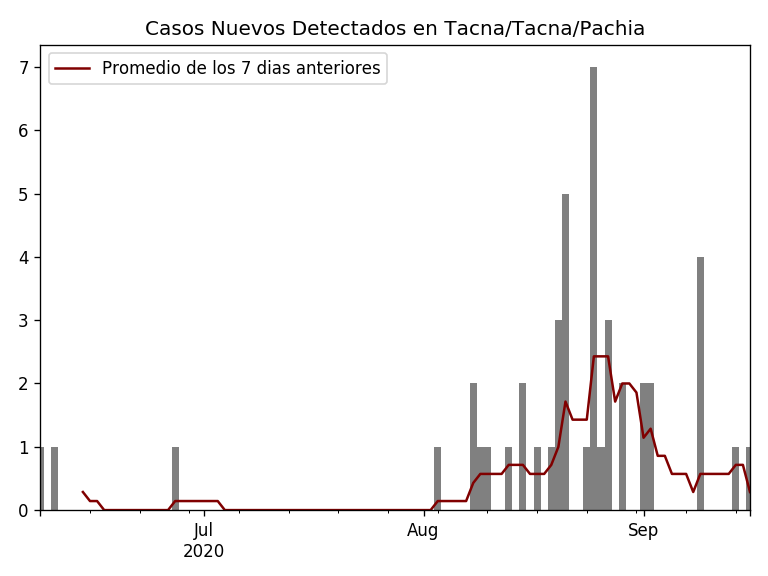 Casos Nuevos Detectados en Tacna/Tacna/Pachia
Promedio de los 7 dias anteriores
7
6
5
4
3
2
1
0
Jul
2020
Aug
Sep